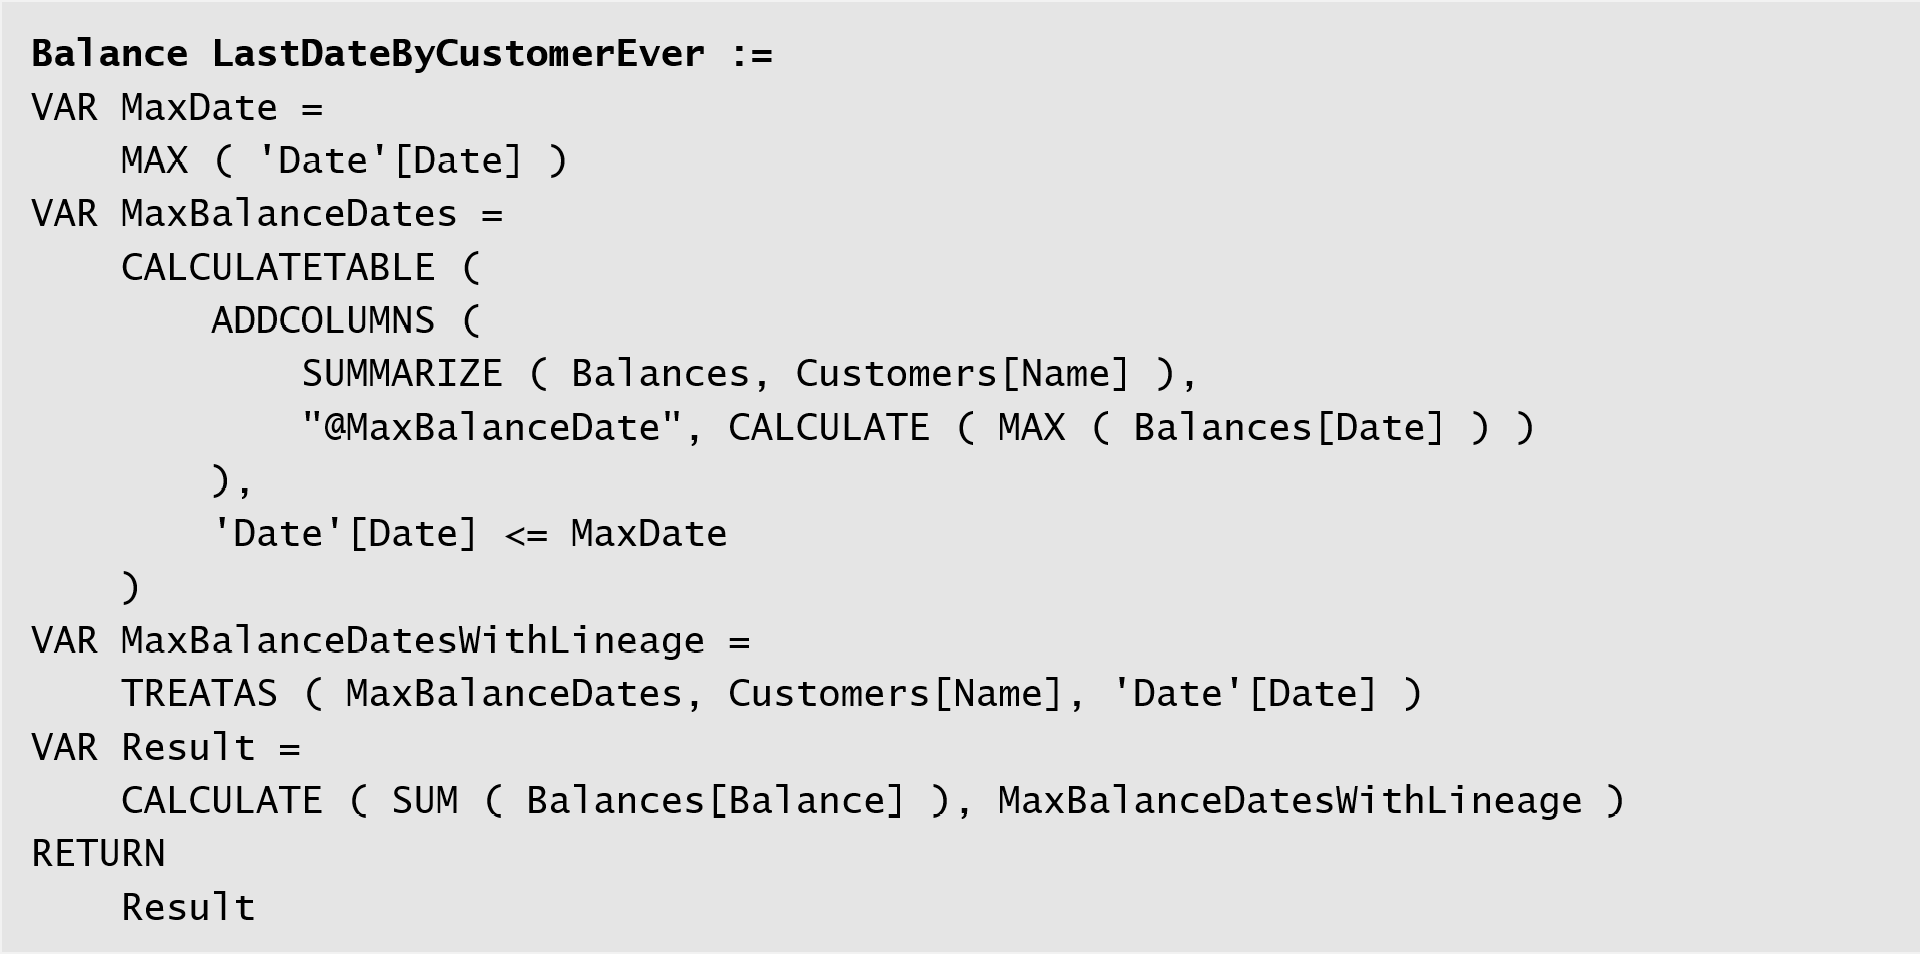 Balance LastDateByCustomerEver :=
VAR MaxDate =
    MAX ( 'Date'[Date] )
VAR MaxBalanceDates =
    CALCULATETABLE (
        ADDCOLUMNS (
            SUMMARIZE ( Balances, Customers[Name] ),
            "@MaxBalanceDate", CALCULATE ( MAX ( Balances[Date] ) )
        ),
        'Date'[Date] <= MaxDate
    )
VAR MaxBalanceDatesWithLineage =
    TREATAS ( MaxBalanceDates, Customers[Name], 'Date'[Date] )
VAR Result =
    CALCULATE ( SUM ( Balances[Balance] ), MaxBalanceDatesWithLineage )
RETURN
    Result